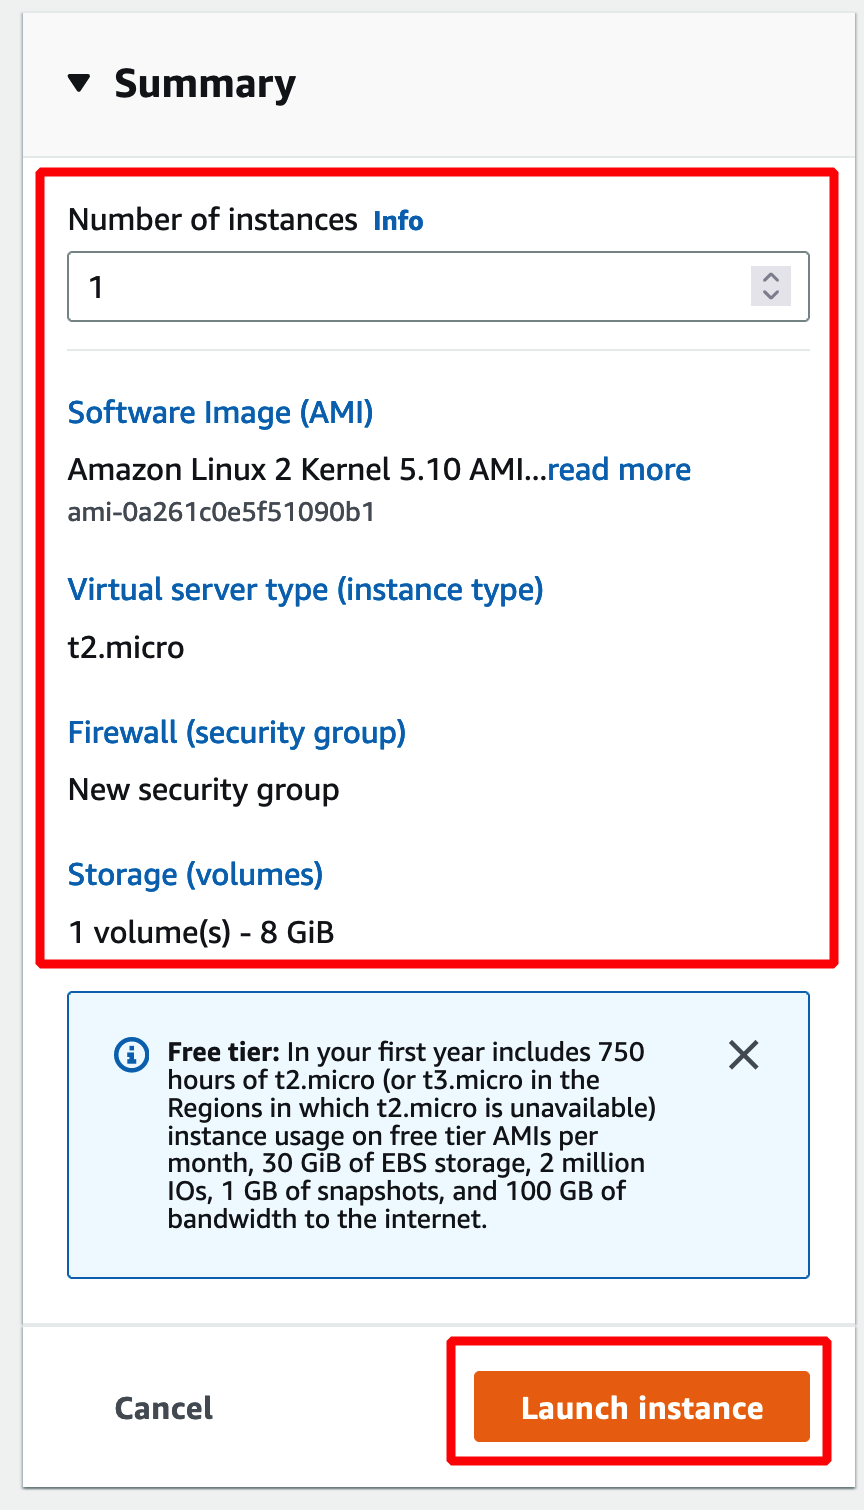 Summary
Number of instances Info
1
Software Image (AMI)
Amazon Linux 2 Kernel 5.10 AMI...read more
ami-0a261c0e5f51090b1
Virtual server type (instance type)
t2.micro
Firewall (security group)
New security group
Storage (volumes)
1 volume(s) - 8 GiB
Free tier: In your first year includes 750
hours of t2.micro (or t3.micro in the
Regions in which t2.micro is unavailable)
instance usage on free tier AMIs per
month, 30 GiB of EBS storage, 2 million
IOs, 1 GB of snapshots, and 100 GB of
bandwidth to the internet.
Cancel
Launch instance